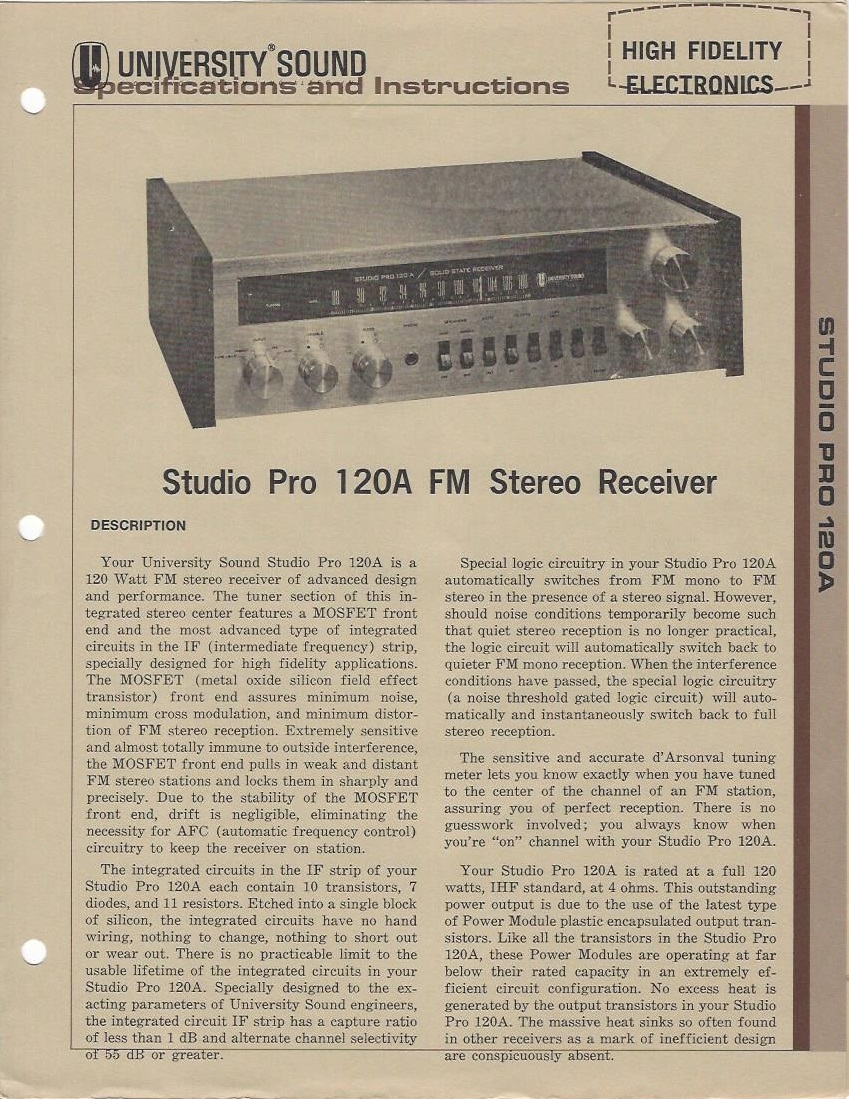 UNIVERSITY® SOUND
Specifications and Instructions
HIGH FIDELITY
ELECTRONICS
STUDIO PRO 120A / SOLID STATE RECEIVER
UNIVERSITY SOUND
STUDIO PRO 120A
Studio Pro 120A FM Stereo Receiver
DESCRIPTION
Your University Sound Studio Pro 120A is a
120 Watt FM stereo receiver of advanced design
and performance. The tuner section of this in-
tegrated stereo center features a MOSFET front
end and the most advanced type of integrated
circuits in the IF (intermediate frequency) strip,
specially designed for high fidelity applications.
The MOSFET (metal oxide silicon field effect
transistor) front end assures minimum noise,
minimum cross modulation, and minimum distor-
tion of FM stereo reception. Extremely sensitive
and almost totally immune to outside interference,
the MOSFET front end pulls in weak and distant
FM stereo stations and locks them in sharply and
precisely. Due to the stability of the MOSFET
front end, drift is negligible, eliminating the
necessity for AFC (automatic frequency control)
circuitry to keep the receiver on station.
The integrated circuits in the IF strip of your
Studio Pro 120A each contain 10 transistors, 7
diodes, and 11 resistors. Etched into a single block
of silicon, the integrated circuits have no hand
wiring, nothing to change, nothing to short out
or wear out. There is no practicable limit to the
usable lifetime of the integrated circuits in your
Studio Pro 120A. Specially designed to the ex-
acting parameters of University Sound engineers,
the integrated circuit IF strip has a capture ratio
of less than 1 dB and alternate channel selectivity
of 55 dB or greater.
Special logic circuitry in your Studio Pro 120A
automatically switches from FM mono to FM
stereo in the presence of a stereo signal. However,
should noise conditions temporarily become such
that quiet stereo reception is no longer practical,
the logic circuit will automatically switch back to
quieter FM mono reception. When the interference
conditions have passed, the special logic circuitry
(a noise threshold gated logic circuit) will auto-
matically and instantaneously switch back to full
stereo reception.
The sensitive and accurate d'Arsonval tuning
meter lets you know exactly when you have tuned
to the center of the channel of an FM station,
assuring you of perfect reception. There is no
guesswork involved; you always know when
you're “on” channel with your Studio Pro 120A.
Your Studio Pro 120A is rated at a full 120
watts, IHF standard, at 4 ohms. This outstanding
power output is due to the use of the latest type
of Power Module plastic encapsulated output tran-
sistors. Like all the transistors in the Studio Pro
120A, these Power Modules are operating at far
below their rated capacity in an extremely ef-
ficient circuit configuration. No excess heat is
generated by the output transistors in your Studio
Pro 120A. The massive heat sinks so often found
in other receivers as a mark of inefficient design
are conspicuously absent.